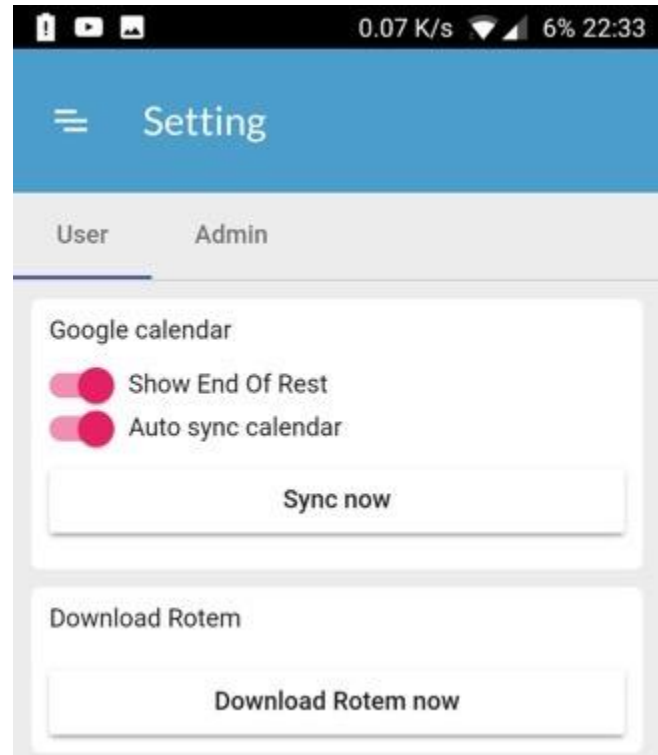 0.07 K/s 6% 22:33
Setting
User Admin
Google calendar
Show End Of Rest
Auto sync calendar
Sync now
Download Rotem
Download Rotem now